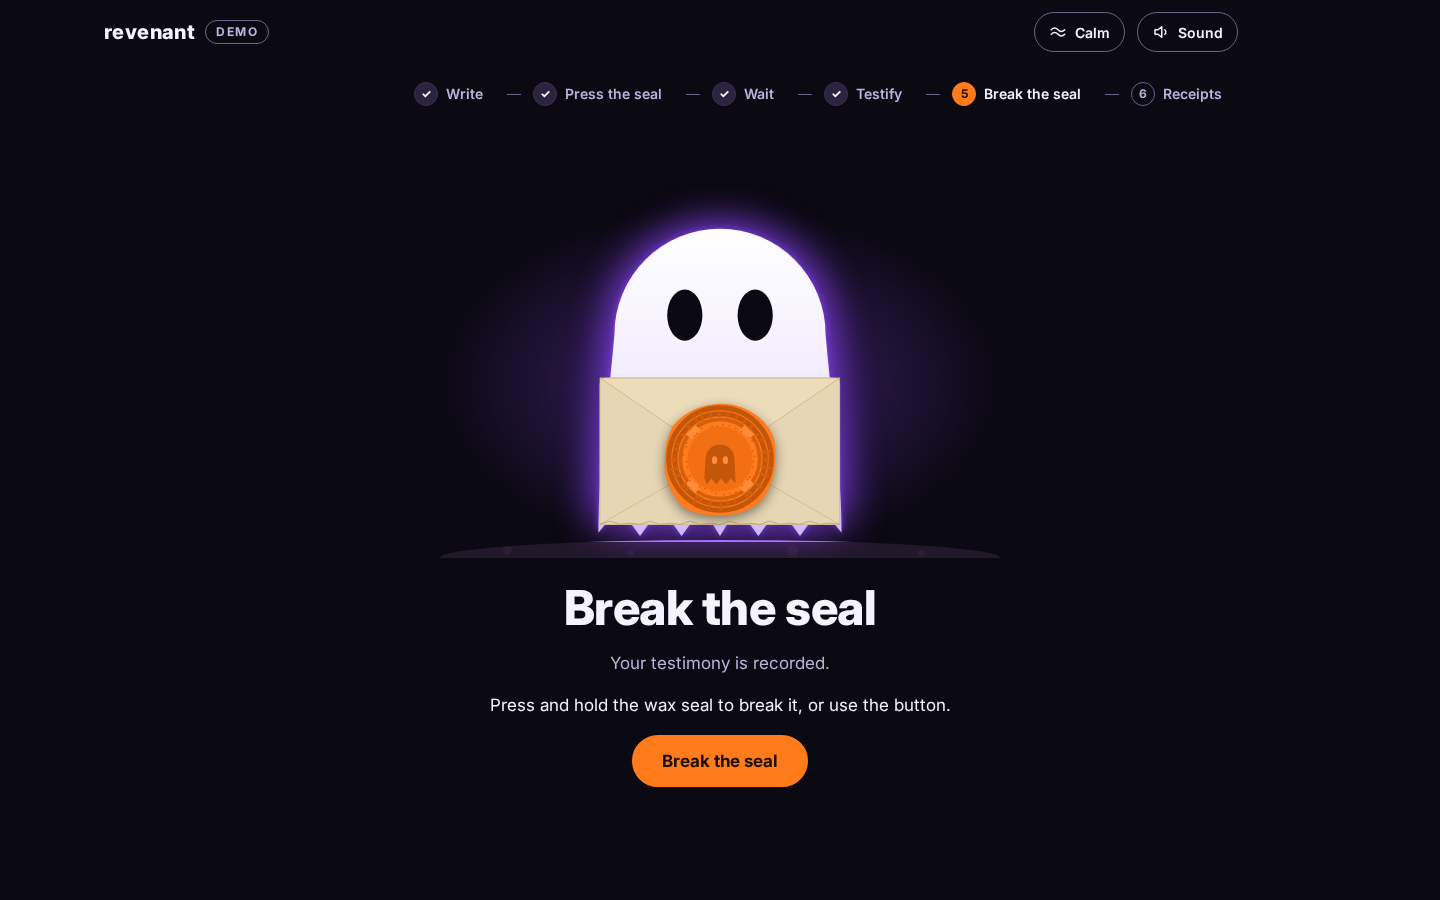 revenant DEMO
Calm
Sound
Write
Press the seal
Wait
Testify
5 Break the seal
6 Receipts
Break the seal
Your testimony is recorded.
Press and hold the wax seal to break it, or use the button.
Break the seal